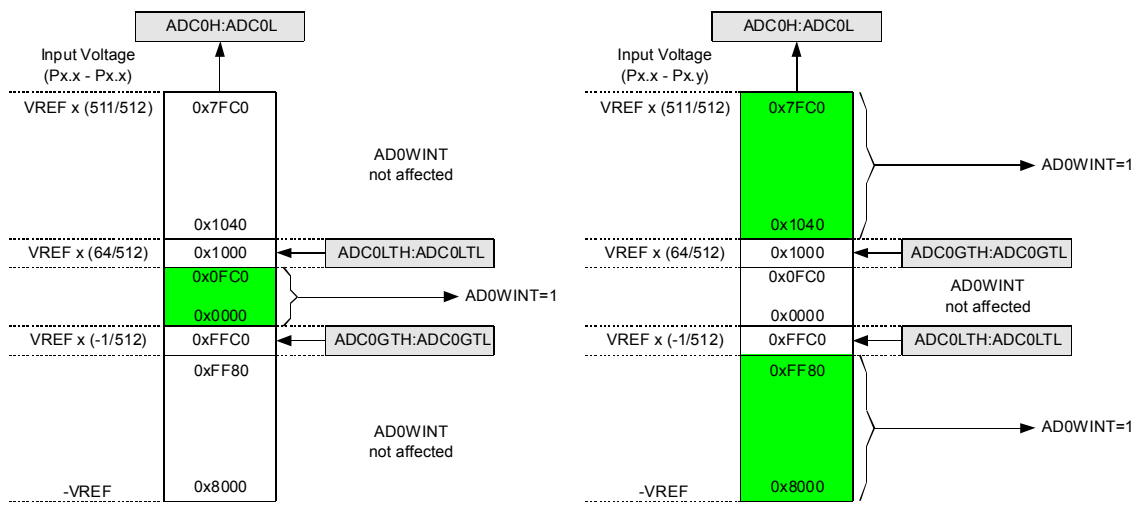 ADC0H:ADC0L
Input Voltage
(Px.x - Px.x)
VREF x (511/512)
0x7FC0
AD0WINT
not affected
0x1040
VREF x (64/512)
0x1000
ADC0LTH:ADC0LTL
0x0FC0
AD0WINT=1
0x0000
VREF x (-1/512)
0xFFC0
ADC0GTH:ADC0GTL
0xFF80
AD0WINT
not affected
-VREF
0x8000
ADC0H:ADC0L
Input Voltage
(Px.x - Px.y)
VREF x (511/512)
0x7FC0
AD0WINT=1
0x1040
VREF x (64/512)
0x1000
ADC0GTH:ADC0GTL
0x0FC0
AD0WINT
not affected
0x0000
VREF x (-1/512)
0xFFC0
ADC0LTH:ADC0LTL
0xFF80
AD0WINT=1
-VREF
0x8000